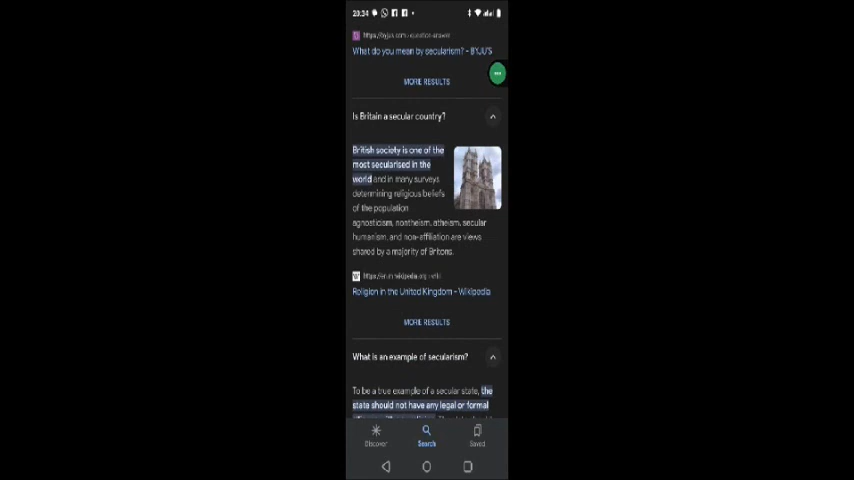 20:34
What do you mean by secularism? - BYJU'S
MORE RESULTS
Is Britain a secular country?
British society is one of the
most secularised in the
world and in many surveys
determining religious beliefs
of the population
agnosticism, nontheism, atheism, secular
humanism, and non-affiliation are views
shared by a majority of Britons.
Religion in the United Kingdom - Wikipedia
MORE RESULTS
What is an example of secularism?
To be a true example of a secular state, the
state should not have any legal or formal
Discover
Search
Saved